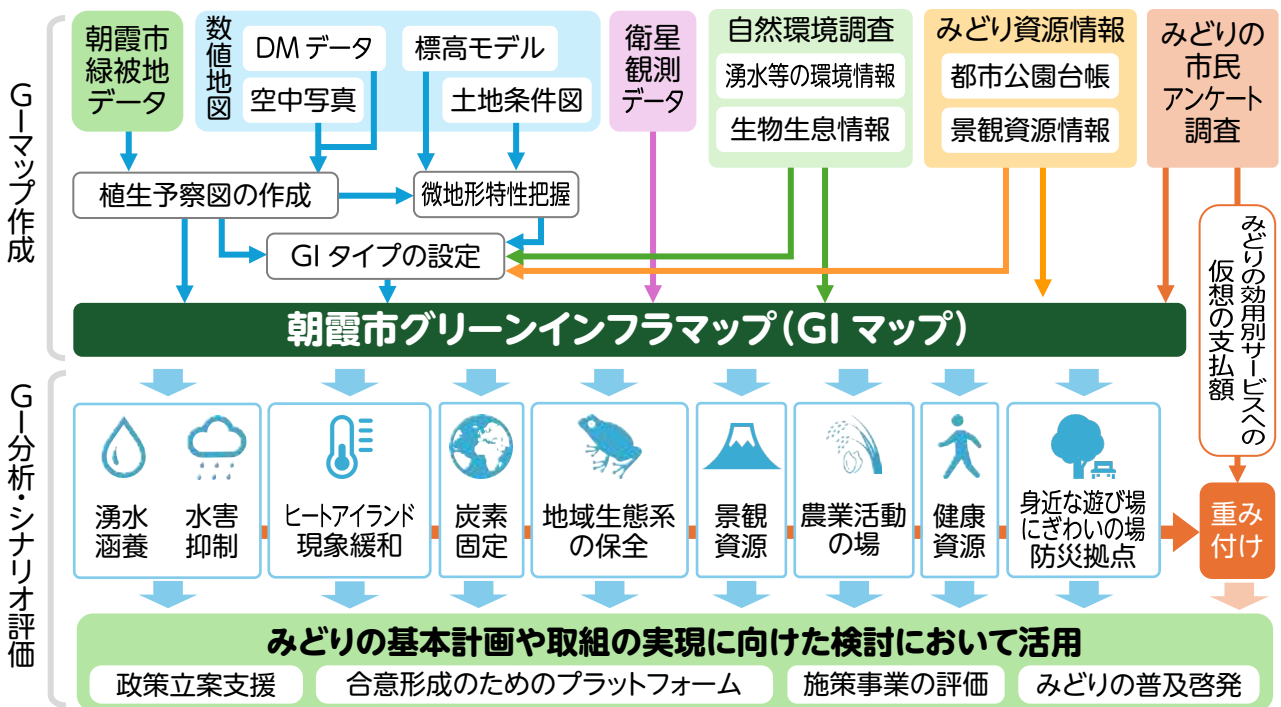 GIマップ作成
朝霞市
緑被地
データ
数値地図
DMデータ
空中写真
標高モデル
土地条件図
衛星
観測
データ
自然環境調査
湧水等の環境情報
生物生息情報
みどり資源情報
都市公園台帳
景観資源情報
みどりの
市民
アンケート
調査
植生予察図の作成
微地形特性把握
GIタイプの設定
みどりの効用別サービスへの
仮想の支払額
朝霞市グリーンインフラマップ(GIマップ)
GI分析・シナリオ評価
湧水
涵養
水害
抑制
ヒートアイランド
現象緩和
炭素
固定
地域生態系
の保全
景観
資源
農業活動
の場
健康
資源
身近な遊び場
にぎわいの場
防災拠点
重み
付け
みどりの基本計画や取組の実現に向けた検討において活用
政策立案支援
合意形成のためのプラットフォーム
施策事業の評価
みどりの普及啓発